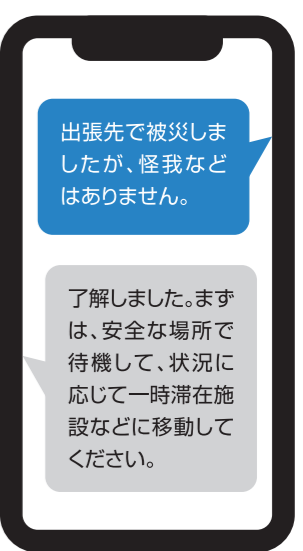 出張先で被災しま
したが、怪我など
はありません。
了解しました。まず
は、安全な場所で
待機して、状況に
応じて一時滞在施
設などに移動して
ください。